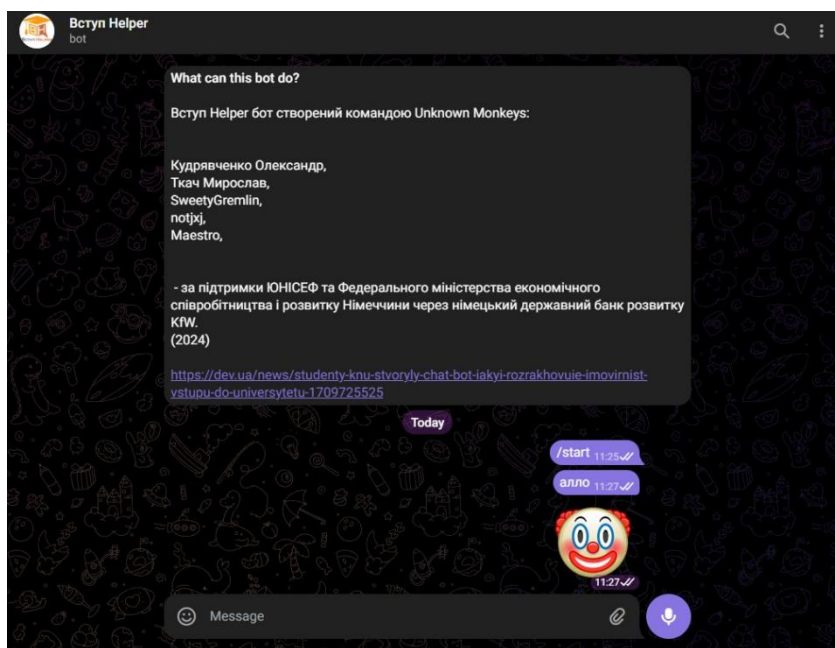 Вступ Helper
bot
What can this bot do?
Вступ Helper бот створений командою Unknown Monkeys:
Кудрявченко Олександр,
Ткач Мирослав,
SweetyGremlin,
notjxj,
Maestro,
- за підтримки ЮНІСЕФ та Федерального міністерства економічного
співробітництва і розвитку Німеччини через німецький державний банк розвитку
KfW.
(2024)
https://dev.ua/news/studenty-knu-stvoryly-chat-bot-iakyi-rozrakhovuie-imovirnist-
vstupu-do-universytetu-1709725525
Today
/start 11:25
алло 11:27
11:27
Message